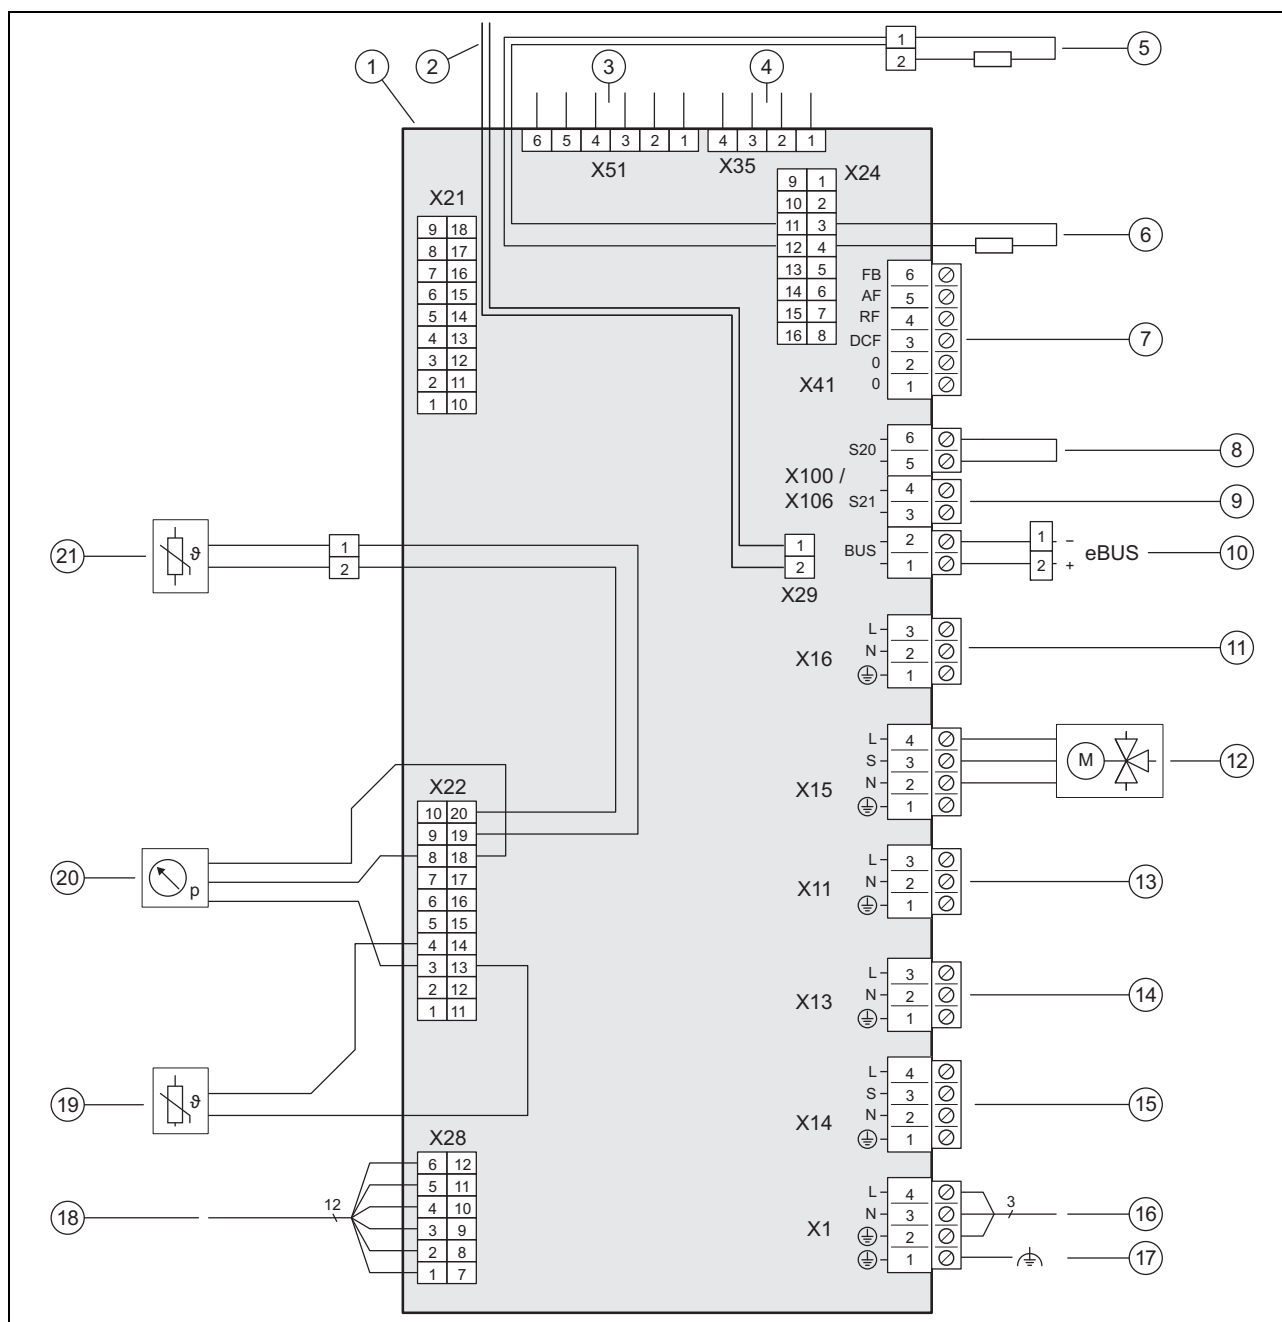 1
2
3
4
5
1
2
6 5 4 3 2 1
4 3 2 1
X51
X35
X24
9 1
10 2
11 3
12 4
13 5
14 6
15 7
16 8
6
X21
9 18
8 17
7 16
6 15
5 14
4 13
3 12
2 11
1 10
FB 6
AF 5
RF 4
DCF 3
0 2
0 1
X41
7
X100 /
X106
S20
6
5
8
S21
4
3
9
BUS
2
1
1 –
2 +
eBUS
10
1
2
X29
21
ϑ
1
2
X16
L 3
N 2
1
11
X15
L 4
S 3
N 2
1
M
12
X22
10 20
9 19
8 18
7 17
6 16
5 15
4 14
3 13
2 12
1 11
20
p
X11
L 3
N 2
1
13
X13
L 3
N 2
1
14
19
ϑ
X14
L 4
S 3
N 2
1
15
X28
6 12
5 11
4 10
3 9
2 8
1 7
18
12
X1
L 4
N 3
2
1
3
16
17